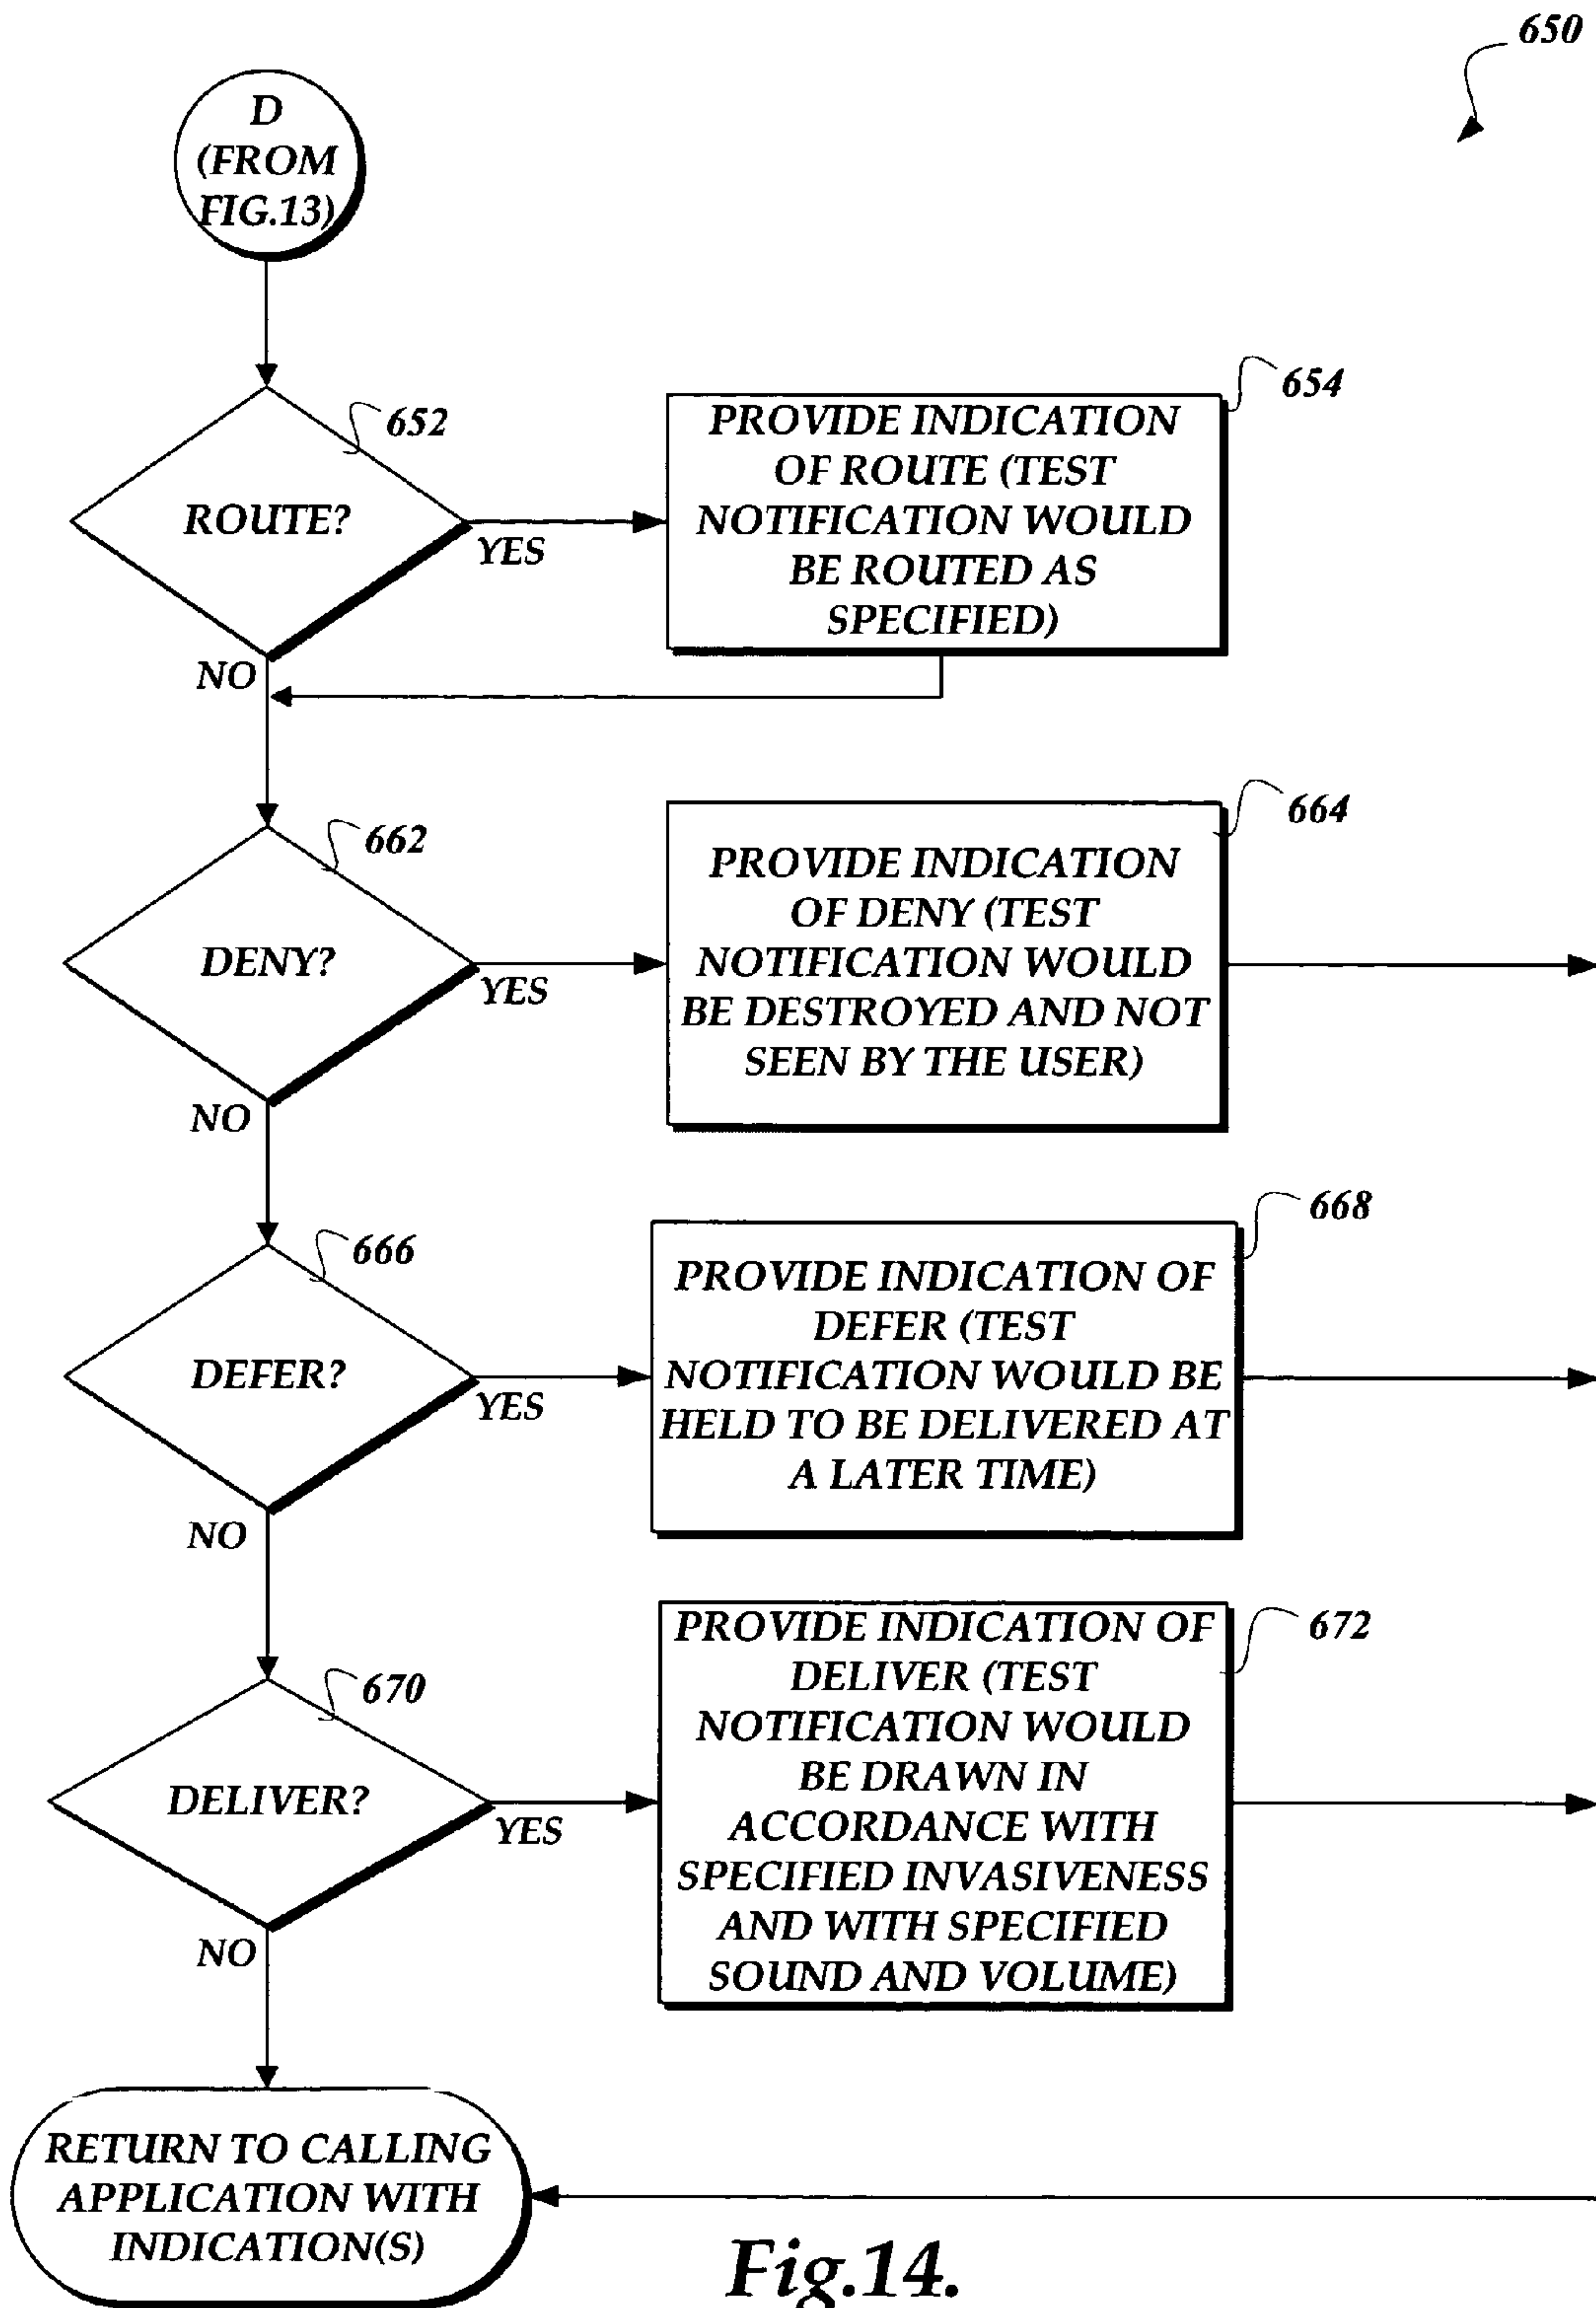 650
D
(FROM
FIG.13)
652
ROUTE?
YES
NO
654
PROVIDE INDICATION
OF ROUTE (TEST
NOTIFICATION WOULD
BE ROUTED AS
SPECIFIED)
662
DENY?
YES
NO
664
PROVIDE INDICATION
OF DENY (TEST
NOTIFICATION WOULD
BE DESTROYED AND NOT
SEEN BY THE USER)
666
DEFER?
YES
NO
668
PROVIDE INDICATION OF
DEFER (TEST
NOTIFICATION WOULD BE
HELD TO BE DELIVERED AT
A LATER TIME)
670
DELIVER?
YES
NO
672
PROVIDE INDICATION OF
DELIVER (TEST
NOTIFICATION WOULD
BE DRAWN IN
ACCORDANCE WITH
SPECIFIED INVASIVENESS
AND WITH SPECIFIED
SOUND AND VOLUME)
RETURN TO CALLING
APPLICATION WITH
INDICATION(S)
Fig.14.